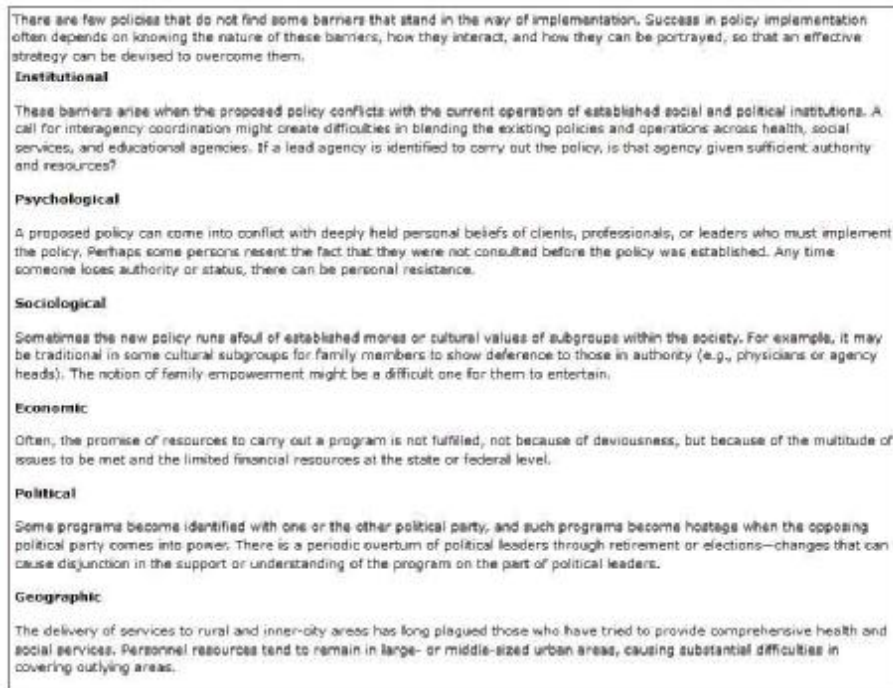 There are few policies that do not find some barriers that stand in the way of implementation. Success in policy implementation
often depends on knowing the nature of these barriers, how they interact, and how they can be portrayed, so that an effective
strategy can be devised to overcome them.
Institutional
These barriers arise when the proposed policy conflicts with the current operation of established social and political institutions. A
call for interagency coordination might create difficulties in blending the existing policies and operations across health, social
services, and educational agencies. If a lead agency is identified to carry out the policy, is that agency given sufficient authority
and resources?
Psychological
A proposed policy can come into conflict with deeply held personal beliefs of clients, professionals, or leaders who must implement
the policy. Perhaps some persons resent the fact that they were not consulted before the policy was established. Any time
someone loses authority or status, there can be personal resistance.
Sociological
Sometimes the new policy runs afoul of established mores or cultural values of subgroups within the society. For example, it may
be traditional in some cultural subgroups for family members to show deference to those in authority (e.g., physicians or agency
heads). The notion of family empowerment might be a difficult one for them to entertain.
Economic
Often, the promise of resources to carry out a program is not fulfilled, not because of deviousness, but because of the multitude of
issues to be met and the limited financial resources at the state or federal level.
Political
Some programs become identified with one or the other political party, and such programs become hostage when the opposing
political party comes into power. There is a periodic overturn of political leaders through retirement or elections—changes that can
cause disjunction in the support or understanding of the program on the part of political leaders.
Geographic
The delivery of services to rural and inner-city areas has long plagued those who have tried to provide comprehensive health and
social services. Personnel resources tend to remain in large- or middle-sized urban areas, causing substantial difficulties in
covering outlying areas.